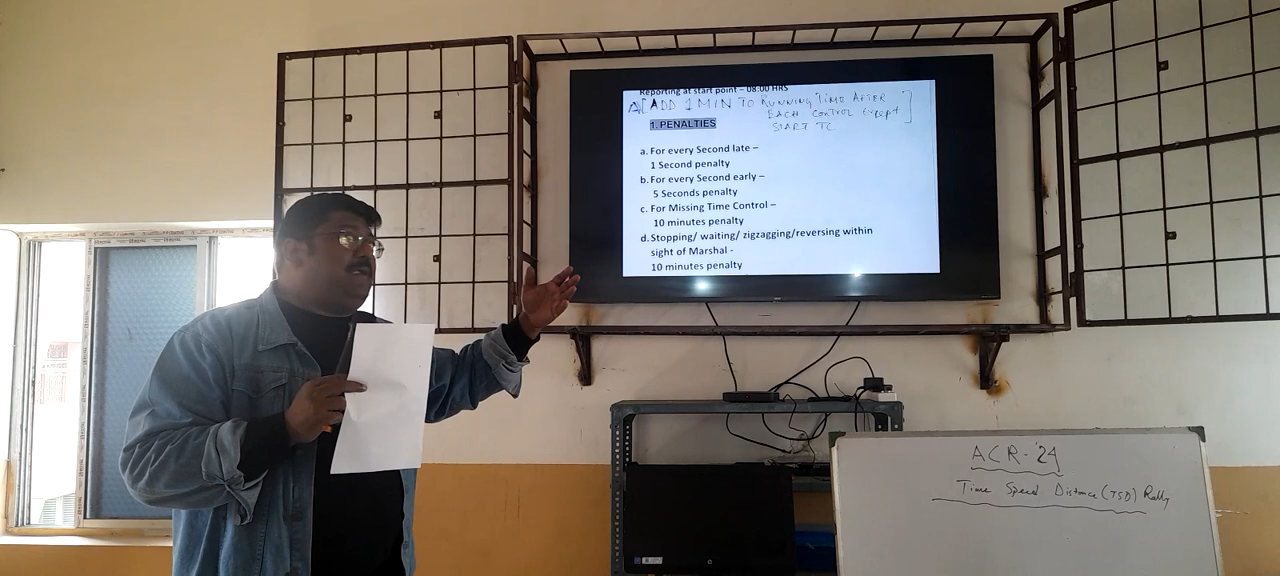 Reporting at start point – 08:00 HRS
A[ ADD 1 MIN TO RUNNING TIME AFTER
EACH CONTROL EXCEPT ]
START TC
1. PENALTIES
a. For every Second late –
1 Second penalty
b. For every Second early –
5 Seconds penalty
c. For Missing Time Control –
10 minutes penalty
d. Stopping/ waiting/ zigzagging/reversing within
sight of Marshal -
10 minutes penalty
ACR-'24
Time Speed Distance (TSD) Rally